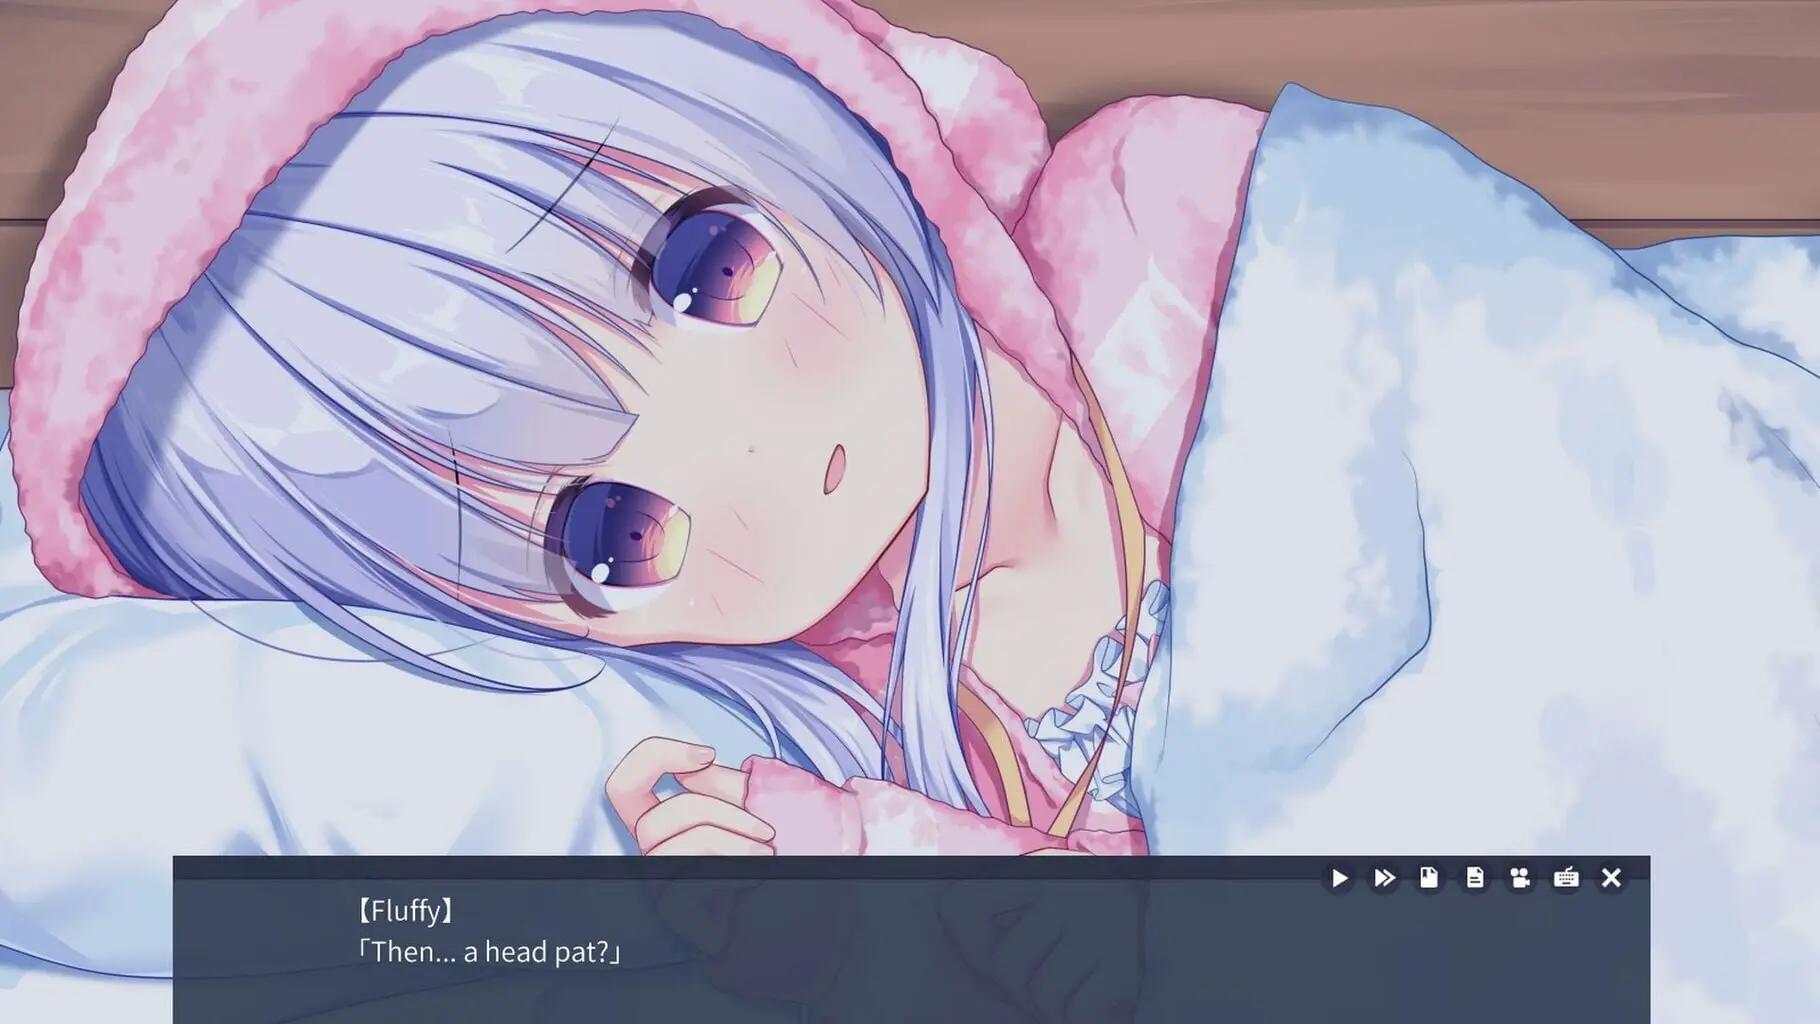 【Fluffy】
「Then... a head pat?」